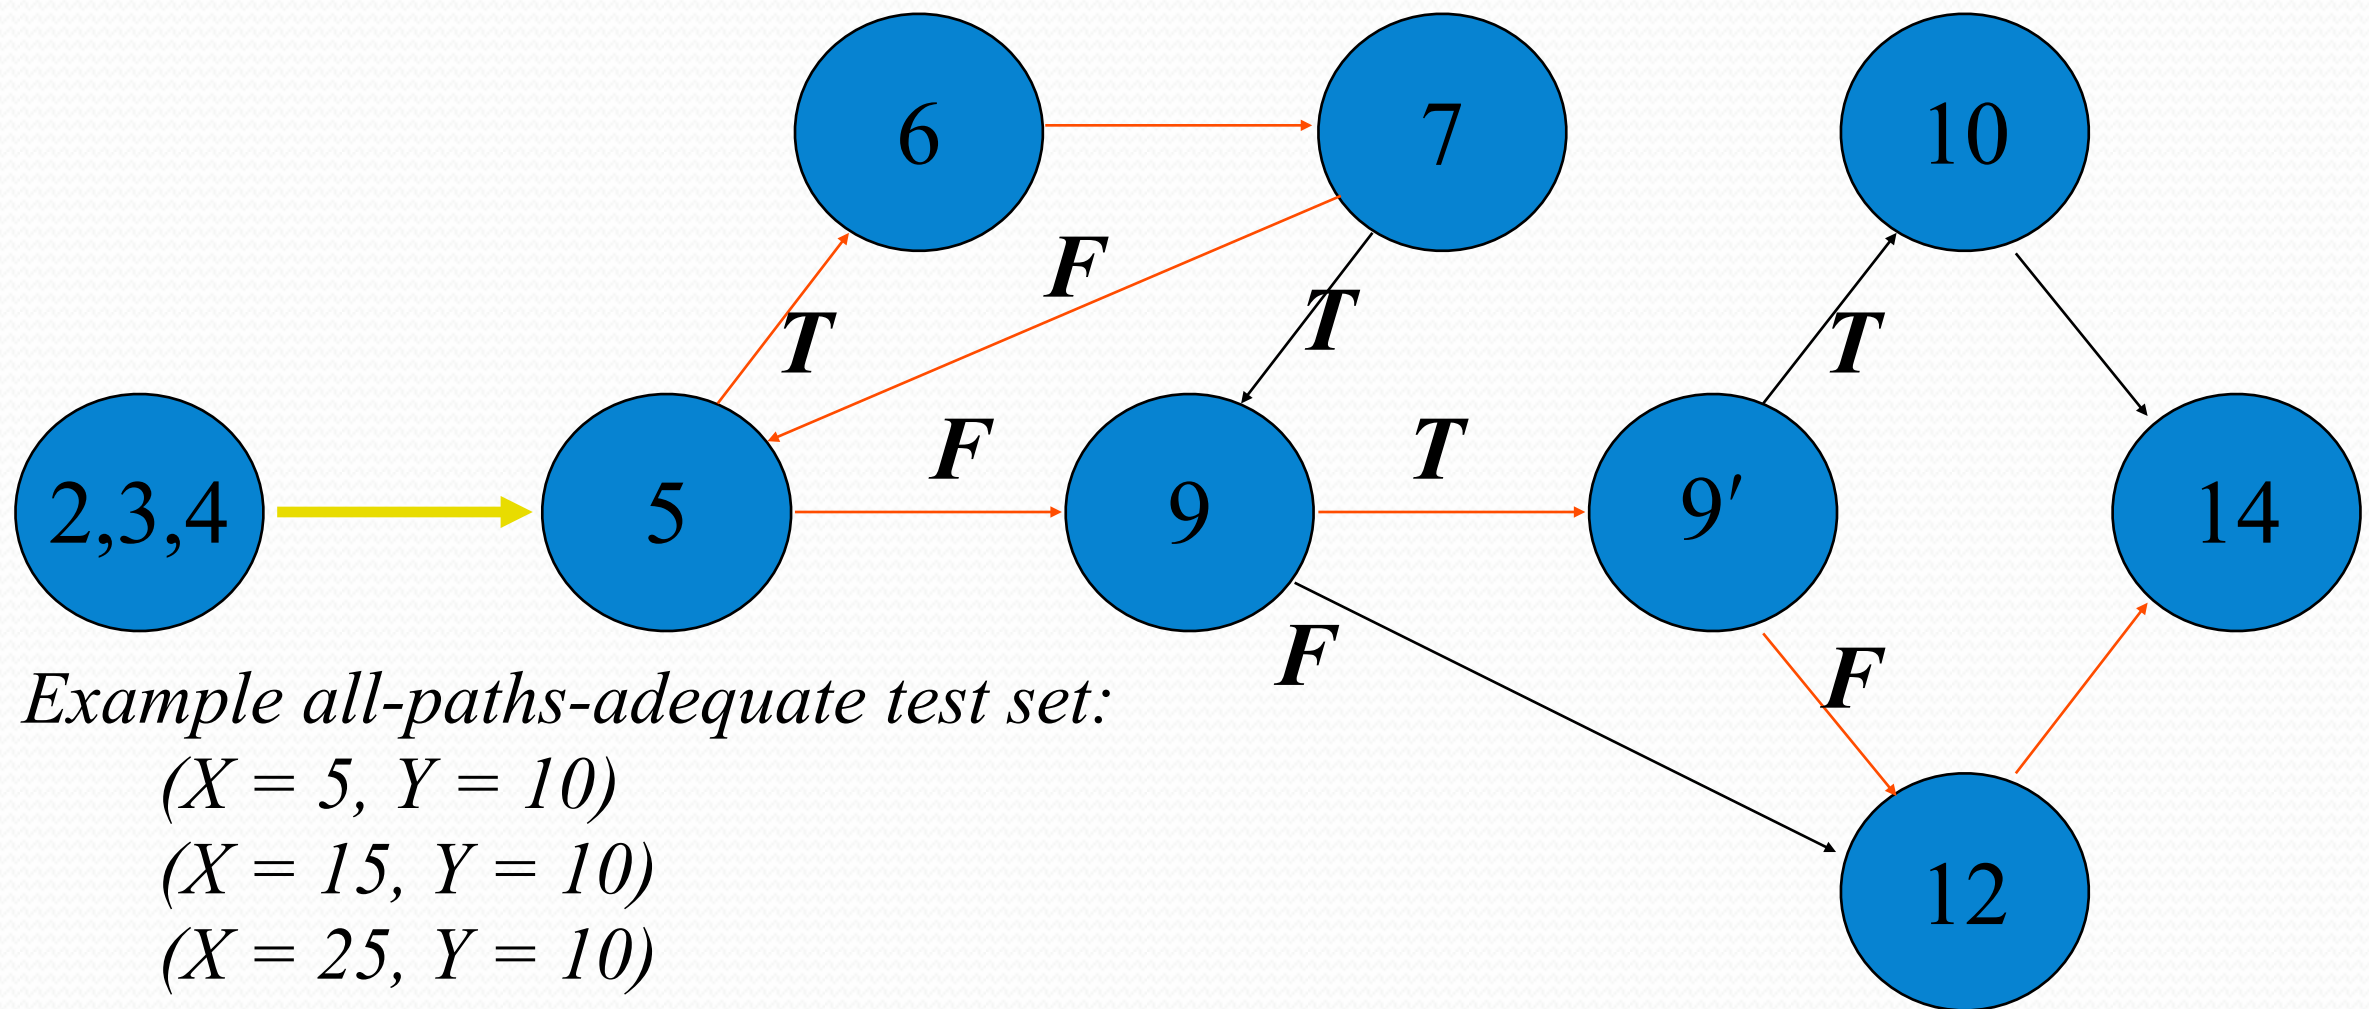 6
7
10
F
T
T
T
F
T
2,3,4
5
9
9′
14
F
F
Example all-paths-adequate test set:
(X = 5, Y = 10)
(X = 15, Y = 10)
(X = 25, Y = 10)
12